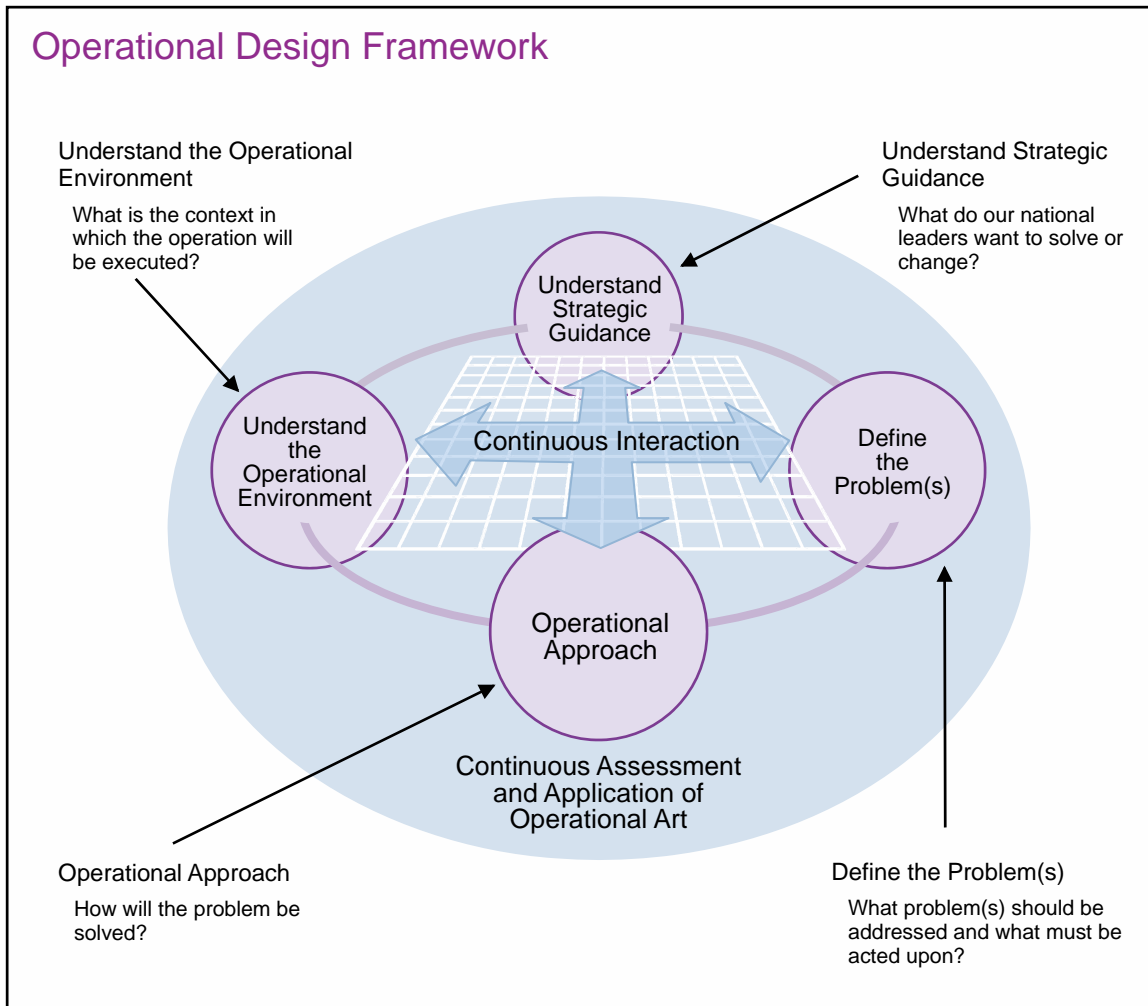 Operational Design Framework
Understand the Operational
Environment
What is the context in
which the operation will
be executed?
Understand Strategic
Guidance
What do our national
leaders want to solve or
change?
Understand
Strategic
Guidance
Understand
the
Operational
Environment
Continuous Interaction
Define
the
Problem(s)
Operational
Approach
Continuous Assessment
and Application of
Operational Art
Operational Approach
How will the problem be
solved?
Define the Problem(s)
What problem(s) should be
addressed and what must be
acted upon?